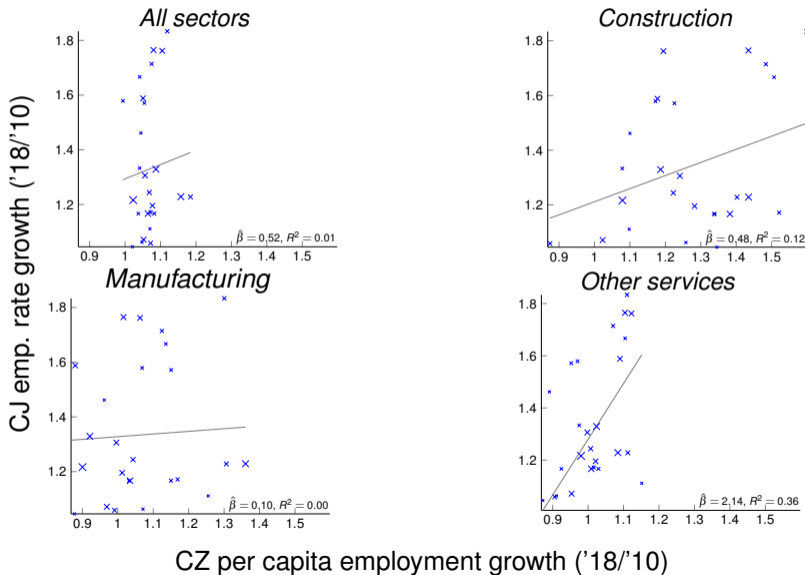 All sectors
Construction
CJ emp. rate growth ('18/'10)
1.8
1.6
1.4
1.2
β̂ = 0,52, R² = 0.01
0.9 1 1.1 1.2 1.3 1.4 1.5
1.8
1.6
1.4
1.2
β̂ = 0,48, R² = 0.12
0.9 1 1.1 1.2 1.3 1.4 1.5
Manufacturing
Other services
1.8
1.6
1.4
1.2
β̂ = 0,10, R² = 0.00
0.9 1 1.1 1.2 1.3 1.4 1.5
1.8
1.6
1.4
1.2
β̂ = 2,14, R² = 0.36
0.9 1 1.1 1.2 1.3 1.4 1.5
CZ per capita employment growth ('18/'10)